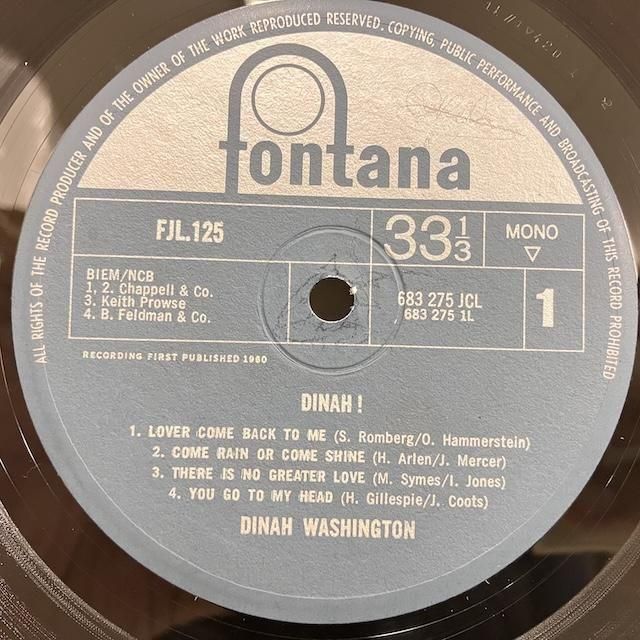 ALL RIGHTS OF THE RECORD PRODUCER AND OF THE OWNER OF THE WORK REPRODUCED RESERVED. COPYING, PUBLIC PERFORMANCE AND BROADCASTING OF THIS RECORD PROHIBITED
fontana
FJL.125
33 1/3
MONO
▽
BIEM/NCB
1, 2. Chappell & Co.
3. Keith Prowse
4. B. Feldman & Co.
683 275 JCL
683 275 1L
1
RECORDING FIRST PUBLISHED 1960
DINAH !
1. LOVER COME BACK TO ME (S. Romberg/O. Hammerstein)
2. COME RAIN OR COME SHINE (H. Arlen/J. Mercer)
3. THERE IS NO GREATER LOVE (M. Symes/I. Jones)
4. YOU GO TO MY HEAD (H. Gillespie/J. Coots)
DINAH WASHINGTON